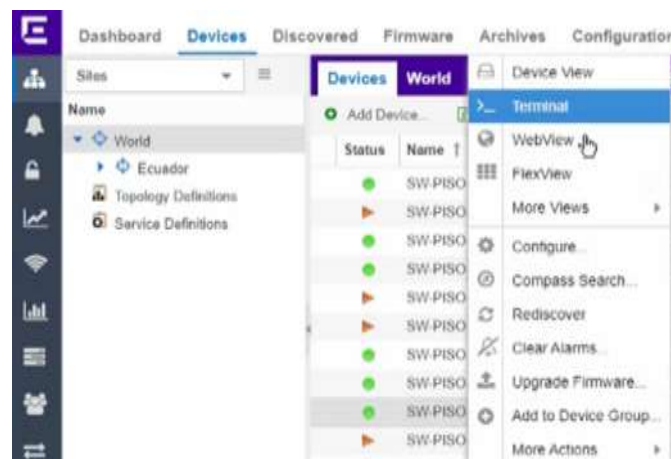 Dashboard Devices Discovered Firmware Archives Configuration
Sites
Name
World
Ecuador
Topology Definitions
Service Definitions
Devices World
Add Device...
Status Name
SW-PISO
SW-PISO
SW-PISO
SW-PISO
SW-PISO
SW-PISO
SW-PISO
SW-PISO
SW-PISO
SW-PISO
Device View
Terminal
WebView
FlexView
More Views
Configure...
Compass Search...
Rediscover
Clear Alarms...
Upgrade Firmware...
Add to Device Group...
More Actions